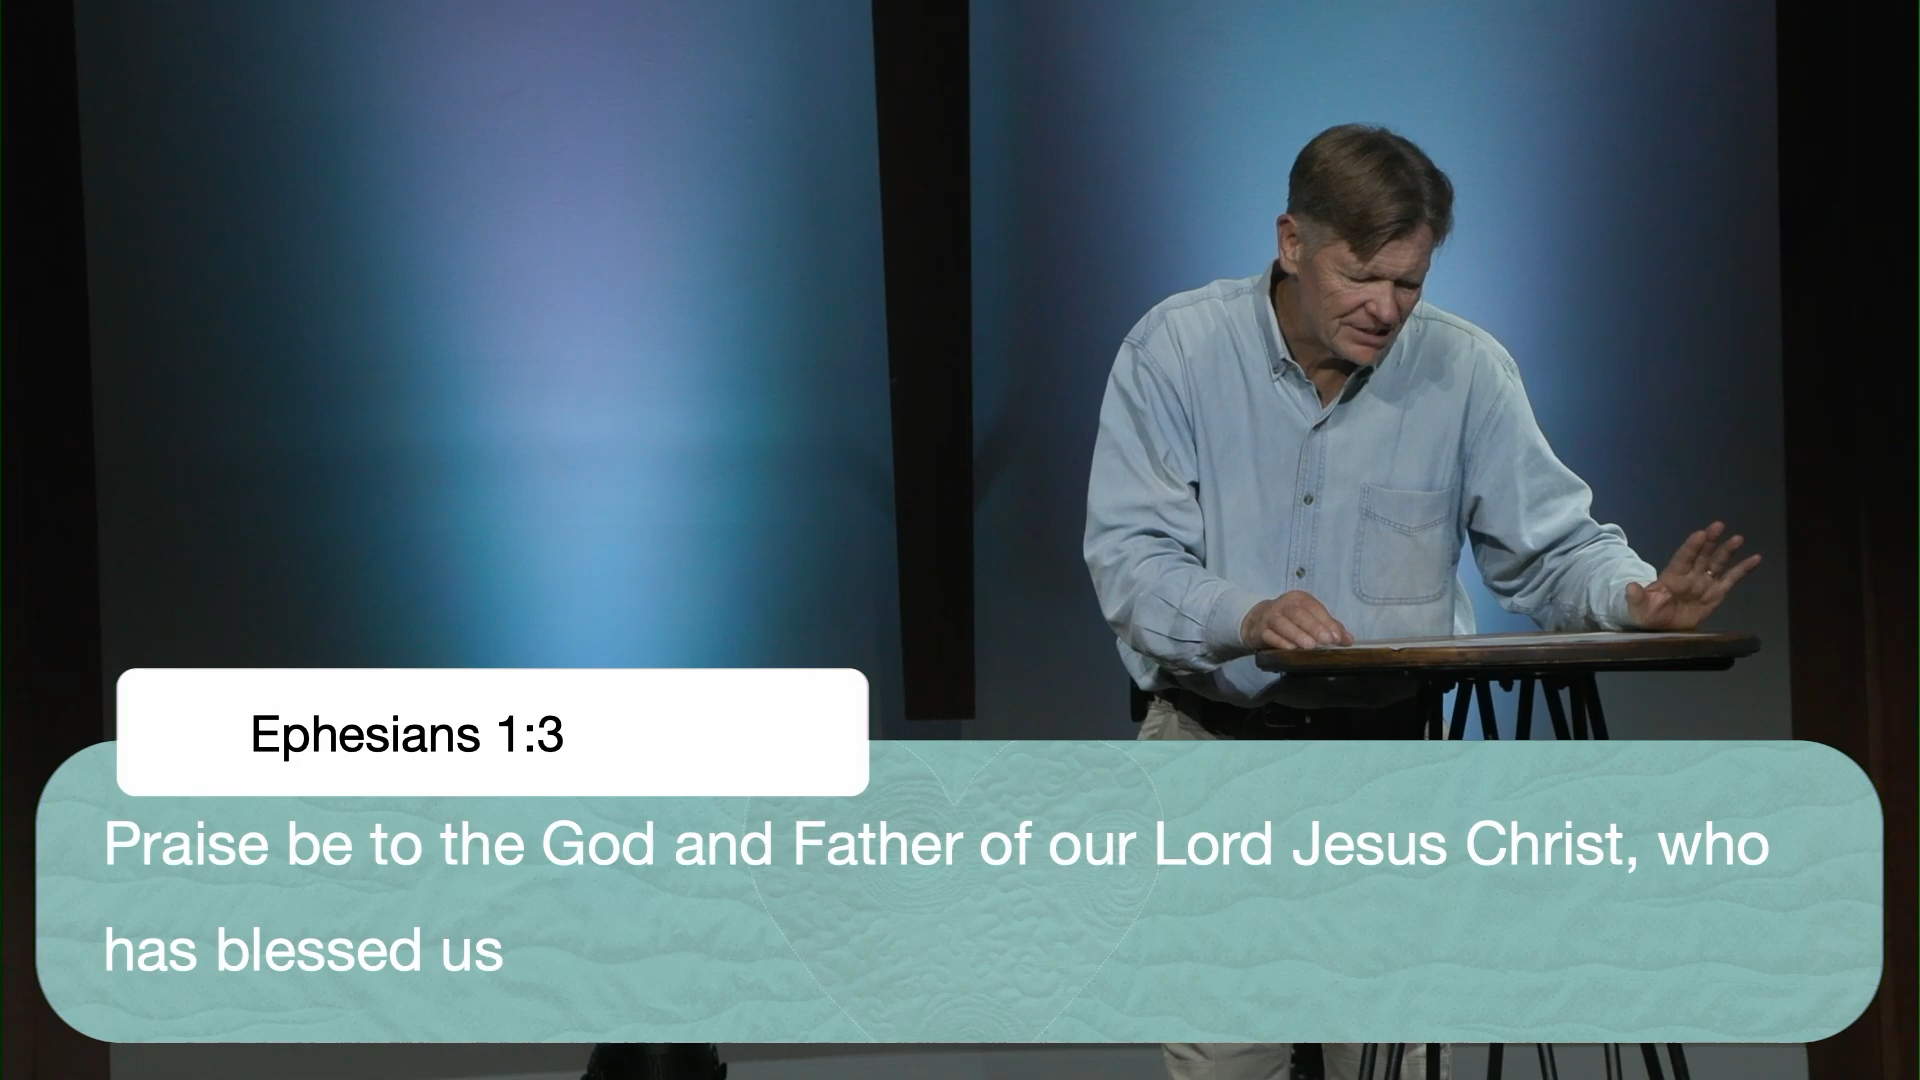 Ephesians 1:3
Praise be to the God and Father of our Lord Jesus Christ, who
has blessed us